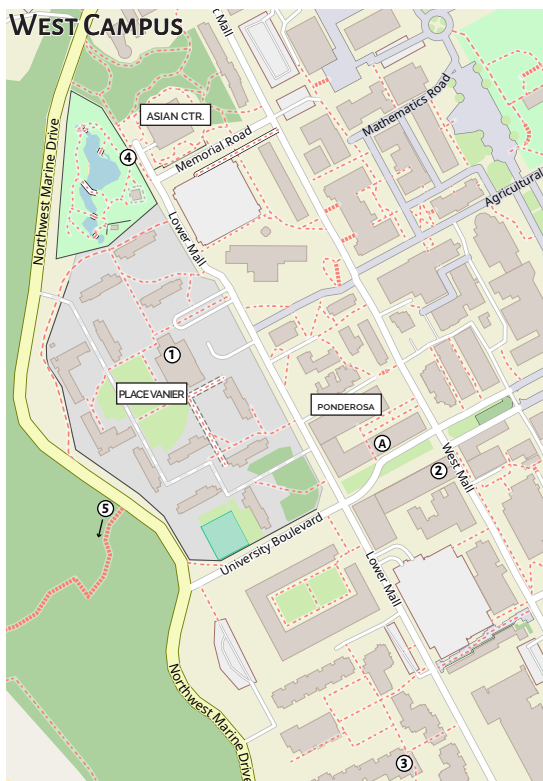 WEST CAMPUS
Mall
ASIAN CTR.
Mathematics Road
Memorial Road
4
Agricultural
Northwest Marine Drive
Lower Mall
1
PLACE VANIER
PONDEROSA
A
West Mall
2
5
University Boulevard
Lower Mall
Northwest Marine Drive
3